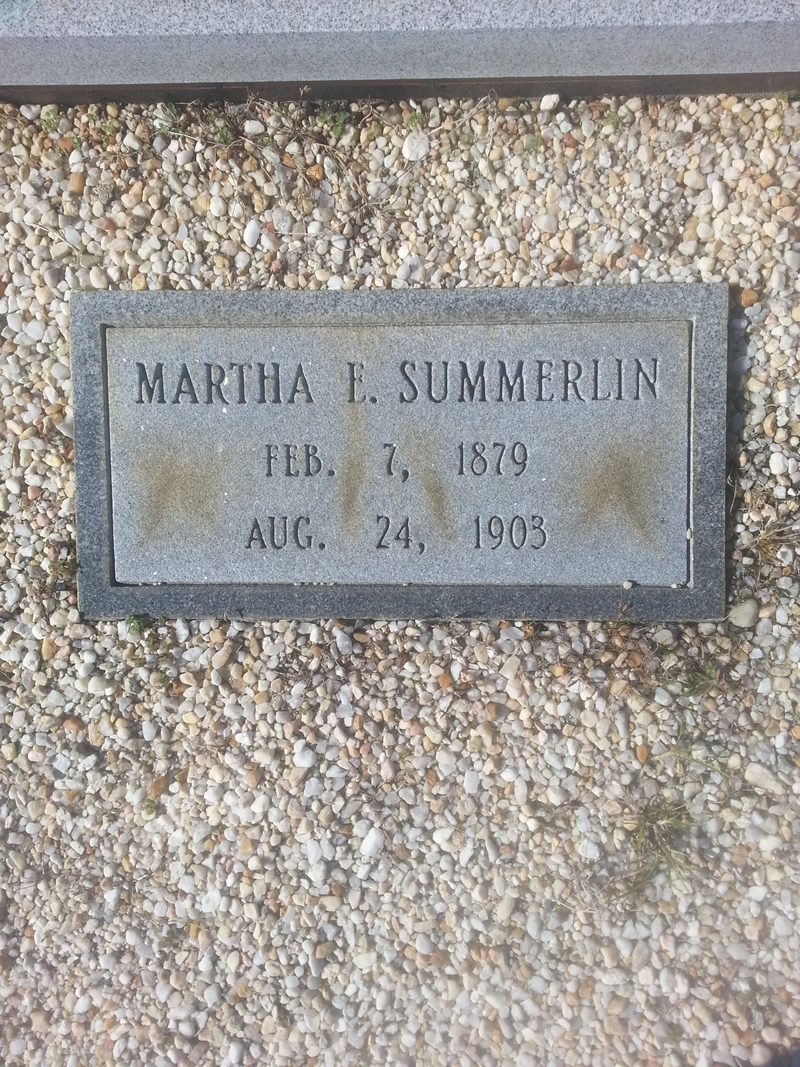 MARTHA E. SUMMERLIN
FEB. 7, 1879
AUG. 24, 1903